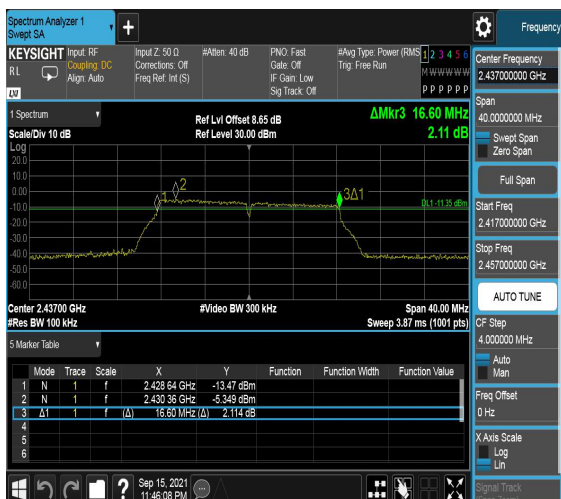 Spectrum Analyzer 1
Swept SA
Frequency
KEYSIGHT
RL
LXI
Input: RF
Coupling: DC
Align: Auto
Input Z: 50 Ω
Corrections: Off
Freq Ref: Int (S)
#Atten: 40 dB
PNO: Fast
Gate: Off
IF Gain: Low
Sig Track: Off
#Avg Type: Power (RMS
Trig: Free Run
1 2 3 4 5 6
M W W W W W
P P P P P P
1 Spectrum
Scale/Div 10 dB
Ref Lvl Offset 8.65 dB
Ref Level 30.00 dBm
ΔMkr3 16.60 MHz
2.11 dB
Log
20.0
10.0
0.00
-10.0
-20.0
-30.0
-40.0
-50.0
-60.0
1
2
3Δ1
DL1 -11.35 dBm
Center 2.43700 GHz
#Res BW 100 kHz
#Video BW 300 kHz
Span 40.00 MHz
Sweep 3.87 ms (1001 pts)
5 Marker Table
Mode Trace Scale X Y Function Function Width Function Value
1 N 1 f 2.428 64 GHz -13.47 dBm
2 N 1 f 2.430 36 GHz -5.349 dBm
3 Δ1 1 f (Δ) 16.60 MHz (Δ) 2.114 dB
4
5
6
Sep 15, 2021
11:46:08 PM
Center Frequency
2.437000000 GHz
Span
40.0000000 MHz
Swept Span
Zero Span
Full Span
Start Freq
2.417000000 GHz
Stop Freq
2.457000000 GHz
AUTO TUNE
CF Step
4.000000 MHz
Auto
Man
Freq Offset
0 Hz
X Axis Scale
Log
Lin
Signal Track